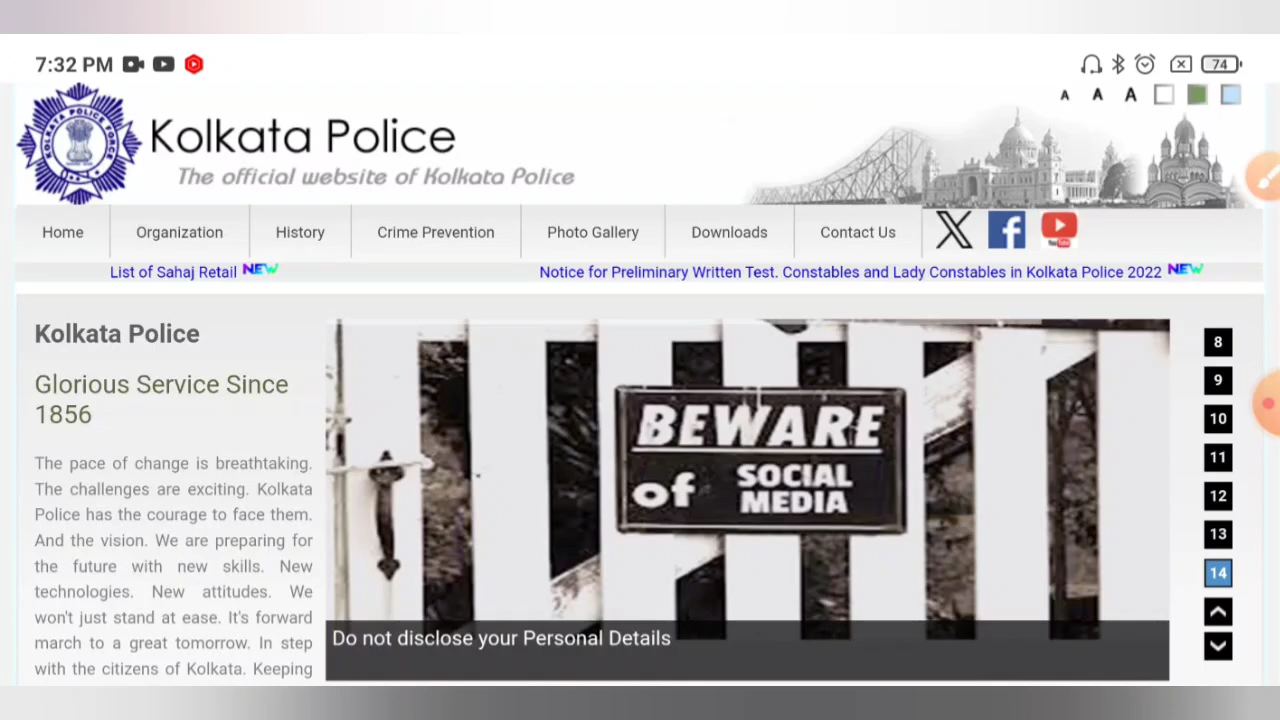 7:32 PM
74
A A A
KOLKATA POLICE FORCE
Kolkata Police
The official website of Kolkata Police
Home Organization History Crime Prevention Photo Gallery Downloads Contact Us
YouTube
List of Sahaj Retail NEW
Notice for Preliminary Written Test. Constables and Lady Constables in Kolkata Police 2022 NEW
Kolkata Police
Glorious Service Since
1856
The pace of change is breathtaking.
The challenges are exciting. Kolkata
Police has the courage to face them.
And the vision. We are preparing for
the future with new skills. New
technologies. New attitudes. We
won't just stand at ease. It's forward
march to a great tomorrow. In step
with the citizens of Kolkata. Keeping
BEWARE
of SOCIAL
MEDIA
Do not disclose your Personal Details
8
9
10
11
12
13
14